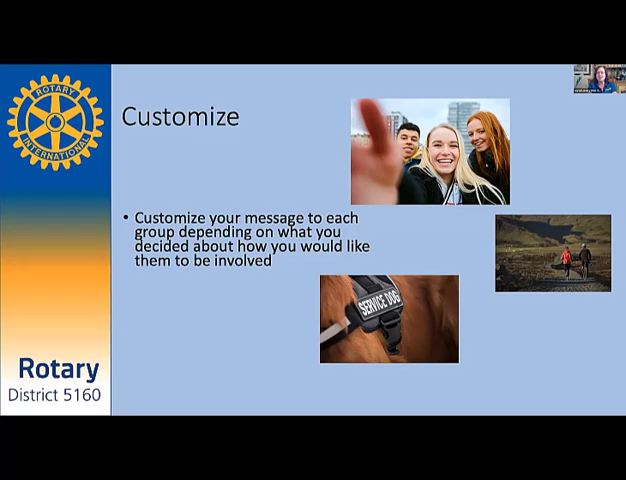 ROTARY
INTERNATIONAL
Customize
• Customize your message to each
group depending on what you
decided about how you would like
them to be involved
SERVICE DOG
Rotary
District 5160